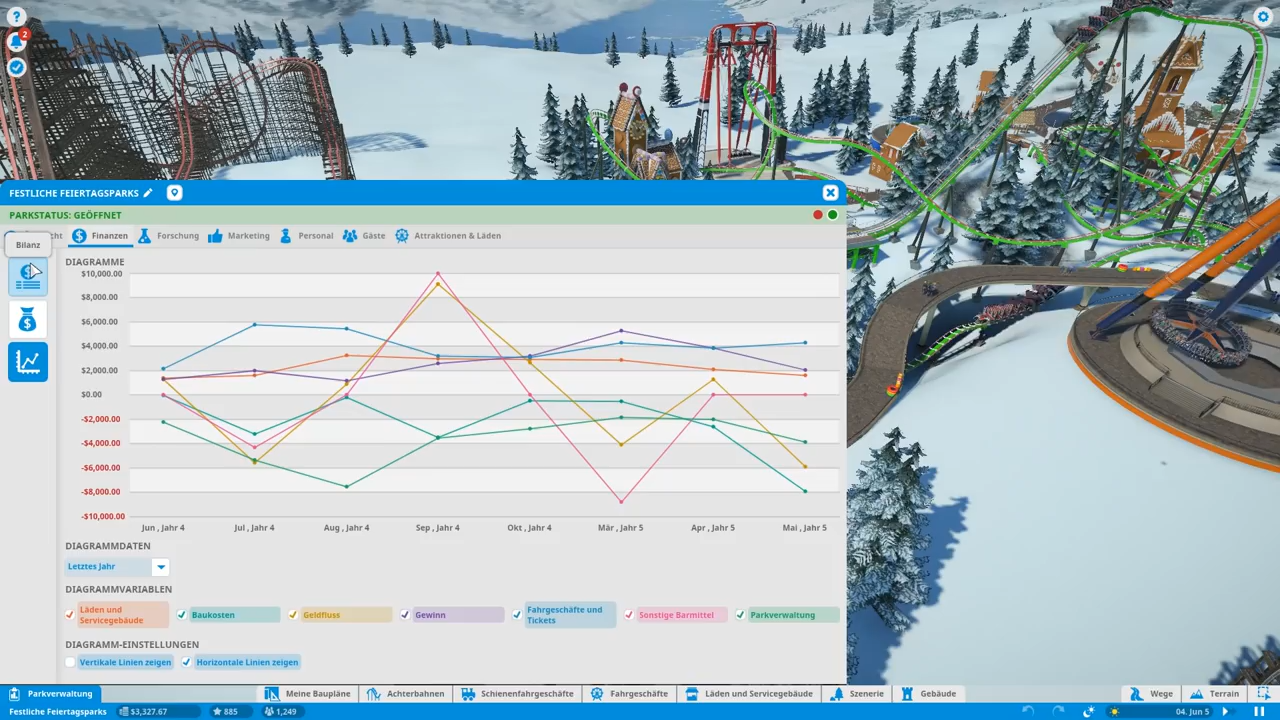 ?
2
FESTLICHE FEIERTAGSPARKS
PARKSTATUS: GEÖFFNET
Finanzen
Forschung
Marketing
Personal
Gäste
Attraktionen & Läden
Bilanz
DIAGRAMME
$10,000.00
$8,000.00
$6,000.00
$4,000.00
$2,000.00
$0.00
-$2,000.00
-$4,000.00
-$6,000.00
-$8,000.00
-$10,000.00
Jun , Jahr 4
Jul , Jahr 4
Aug , Jahr 4
Sep , Jahr 4
Okt , Jahr 4
Mär , Jahr 5
Apr , Jahr 5
Mai , Jahr 5
DIAGRAMMDATEN
Letztes Jahr
DIAGRAMMVARIABLEN
Läden und
Servicegebäude
Baukosten
Geldfluss
Gewinn
Fahrgeschäfte und
Tickets
Sonstige Barmittel
Parkverwaltung
DIAGRAMM-EINSTELLUNGEN
Vertikale Linien zeigen
Horizontale Linien zeigen
Parkverwaltung
Meine Baupläne
Achterbahnen
Schienenfahrgeschäfte
Fahrgeschäfte
Läden und Servicegebäude
Szenerie
Gebäude
Wege
Terrain
Festliche Feiertagsparks
$3,327.67
885
1,249
04. Jun 5